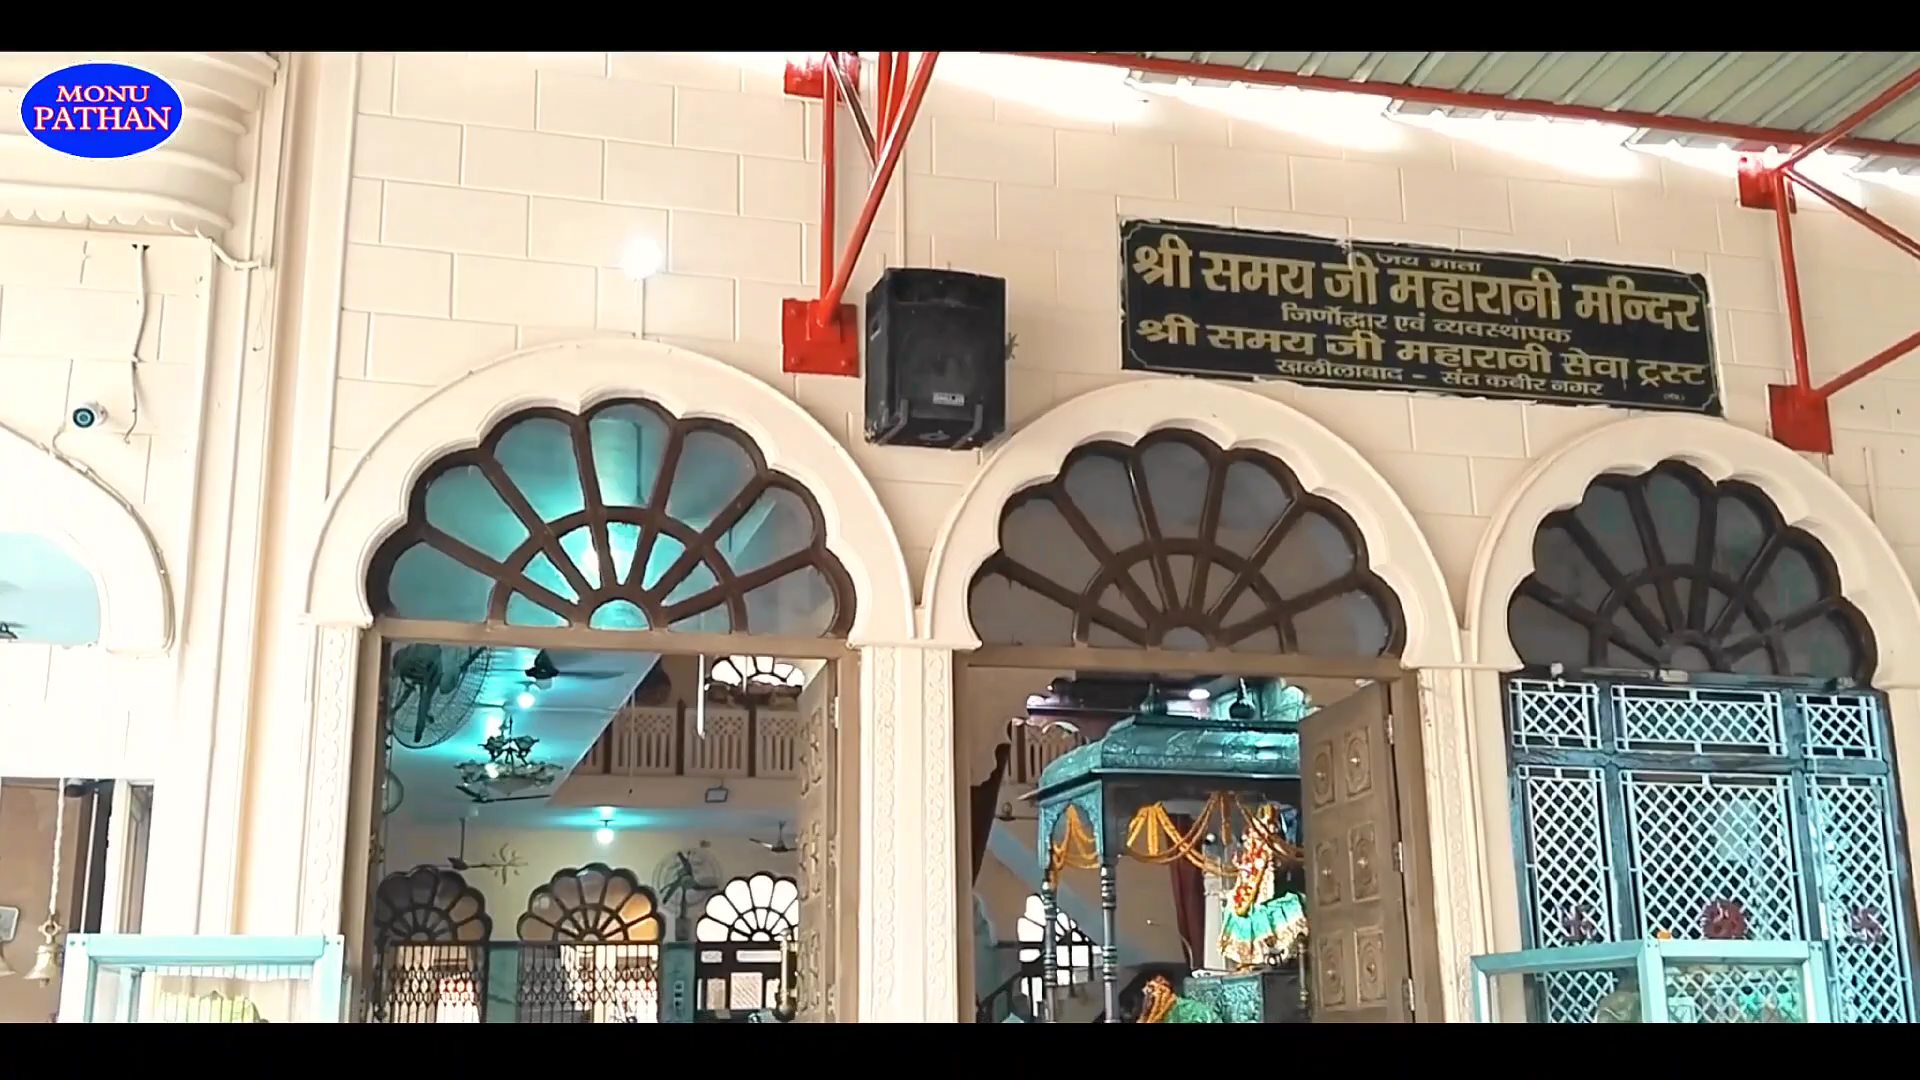 MONU
PATHAN
जय माता
श्री समय जी महारानी मन्दिर
जिर्णोद्धार एवं व्यवस्थापक
श्री समय जी महारानी सेवा ट्रस्ट
खलीलाबाद - संत कबीर नगर